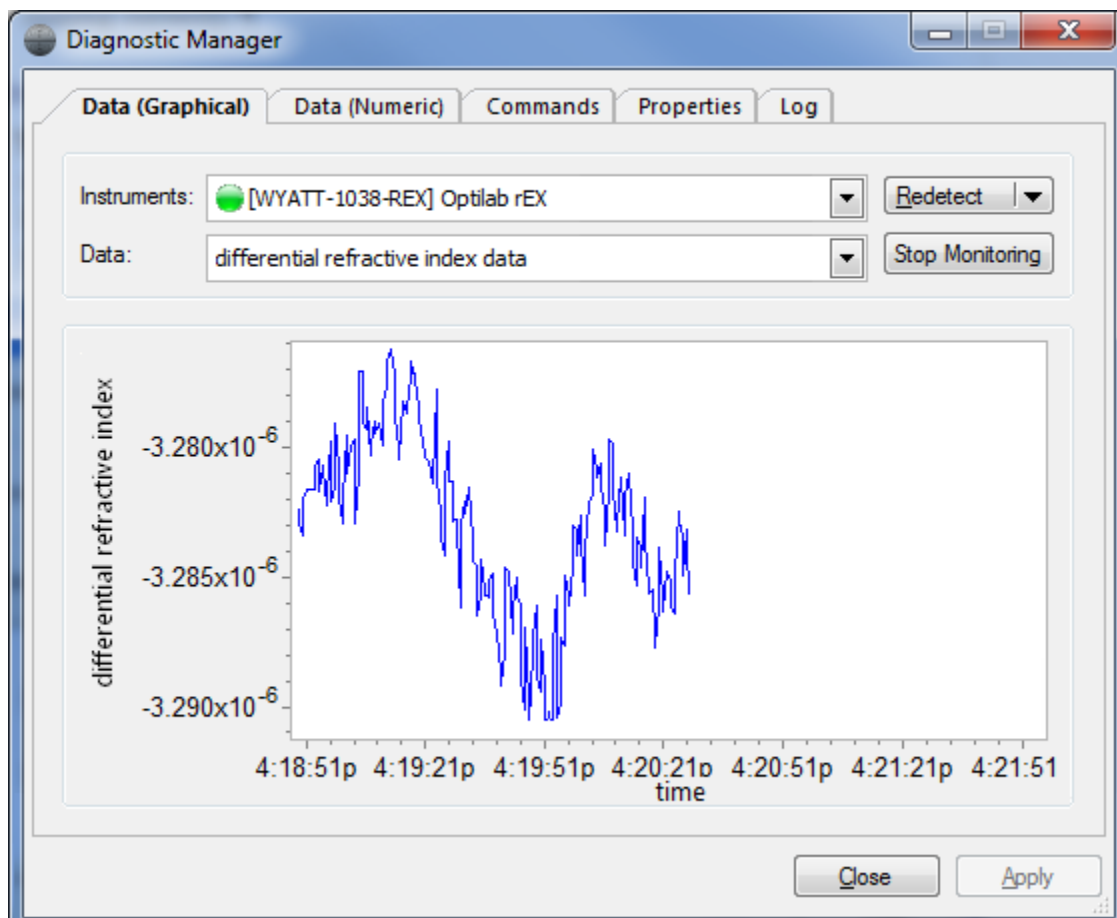 Diagnostic Manager
Data (Graphical) Data (Numeric) Commands Properties Log
Instruments: [WYATT-1038-REX] Optilab rEX Redetect
Data: differential refractive index data Stop Monitoring
differential refractive index
-3.280x10-6
-3.285x10-6
-3.290x10-6
4:18:51p 4:19:21p 4:19:51p 4:20:21p 4:20:51p 4:21:21p 4:21:51
time
Close Apply